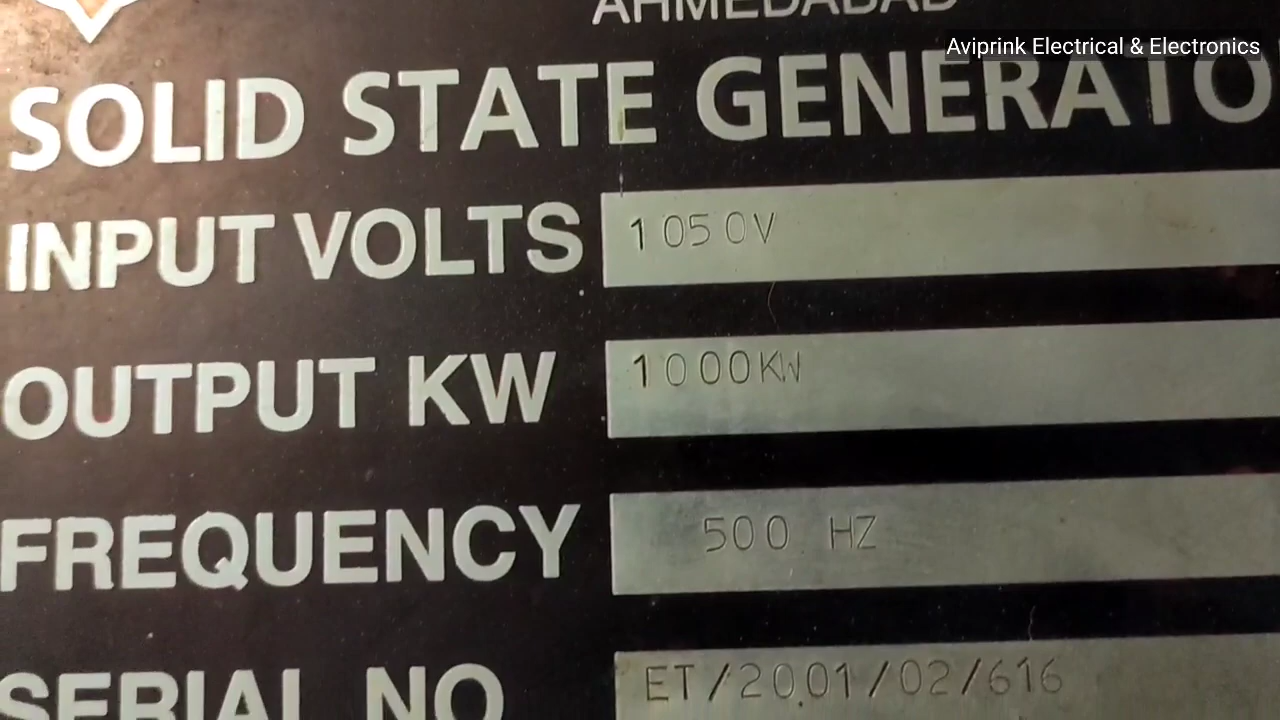 AHMEDABAD
Aviprink Electrical & Electronics
SOLID STATE GENERATO
INPUT VOLTS 1050V
OUTPUT KW 1000KW
FREQUENCY 500 HZ
SERIAL NO ET/2001/02/616